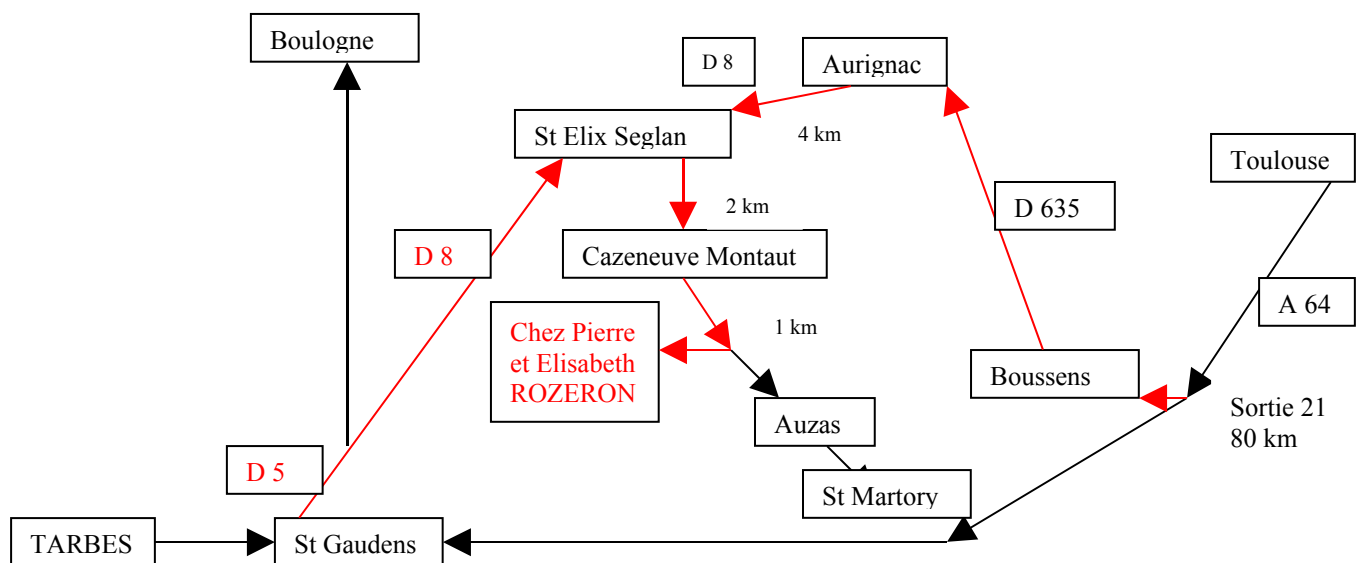 Boulogne
D 8
Aurignac
St Elix Seglan
4 km
Toulouse
D 635
2 km
D 8
Cazeneuve Montaut
A 64
Chez Pierre
et Elisabeth
ROZERON
1 km
Boussens
Auzas
Sortie 21
80 km
D 5
St Martory
TARBES
St Gaudens